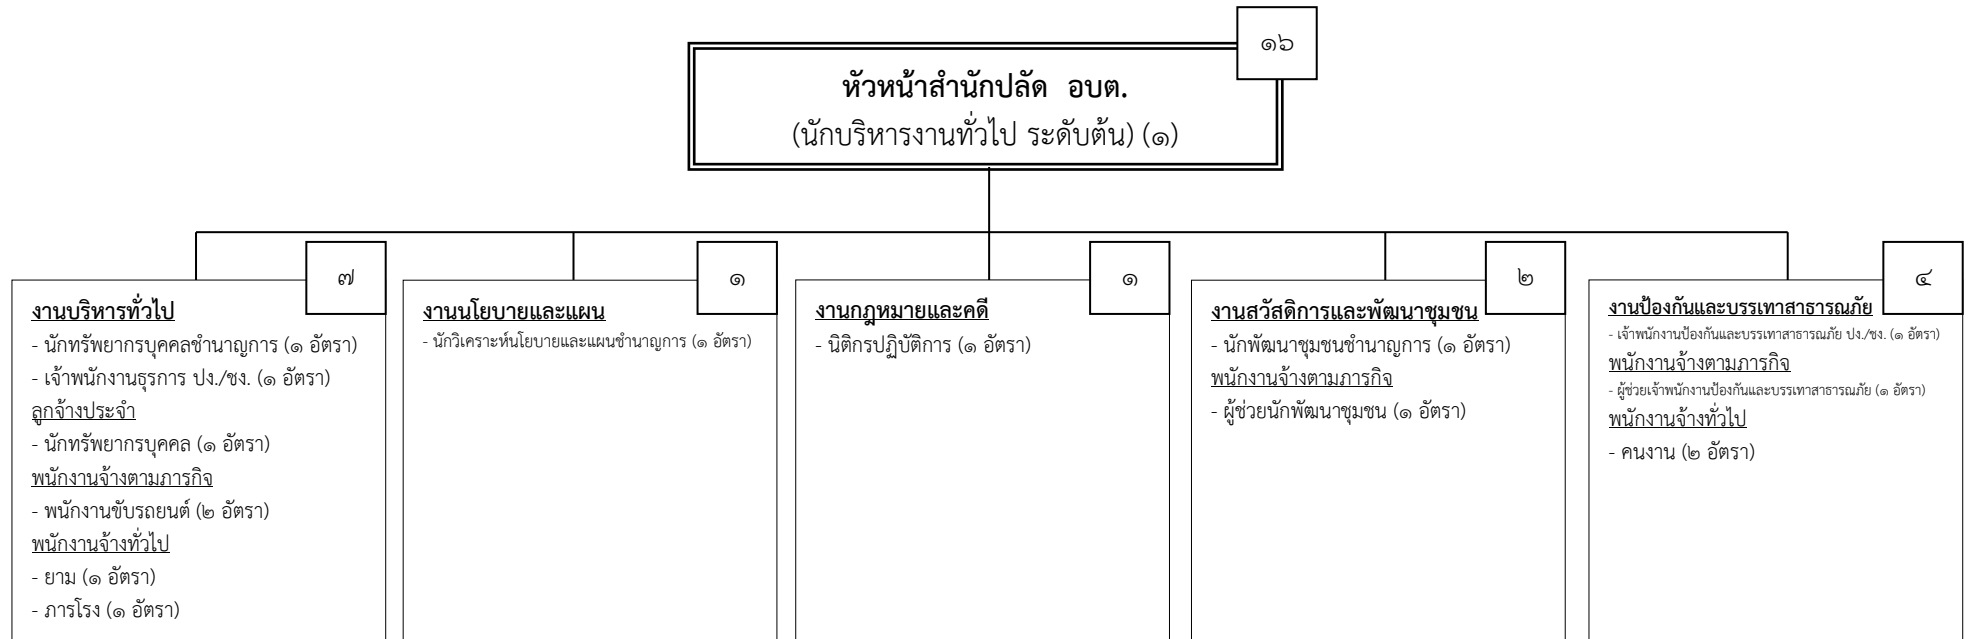 ๑๖
หัวหน้าสำนักปลัด อบต.
(นักบริหารงานทั่วไป ระดับต้น) (๑)
๗
งานบริหารทั่วไป
- นักทรัพยากรบุคคลชำนาญการ (๑ อัตรา)
- เจ้าพนักงานธุรการ ปง./ชง. (๑ อัตรา)
ลูกจ้างประจำ
- นักทรัพยากรบุคคล (๑ อัตรา)
พนักงานจ้างตามภารกิจ
- พนักงานขับรถยนต์ (๒ อัตรา)
พนักงานจ้างทั่วไป
- ยาม (๑ อัตรา)
- ภารโรง (๑ อัตรา)
๑
งานนโยบายและแผน
- นักวิเคราะห์นโยบายและแผนชำนาญการ (๑ อัตรา)
๑
งานกฎหมายและคดี
- นิติกรปฏิบัติการ (๑ อัตรา)
๒
งานสวัสดิการและพัฒนาชุมชน
- นักพัฒนาชุมชนชำนาญการ (๑ อัตรา)
พนักงานจ้างตามภารกิจ
- ผู้ช่วยนักพัฒนาชุมชน (๑ อัตรา)
๔
งานป้องกันและบรรเทาสาธารณภัย
- เจ้าพนักงานป้องกันและบรรเทาสาธารณภัย ปง./ชง. (๑ อัตรา)
พนักงานจ้างตามภารกิจ
- ผู้ช่วยเจ้าพนักงานป้องกันและบรรเทาสาธารณภัย (๑ อัตรา)
พนักงานจ้างทั่วไป
- คนงาน (๒ อัตรา)